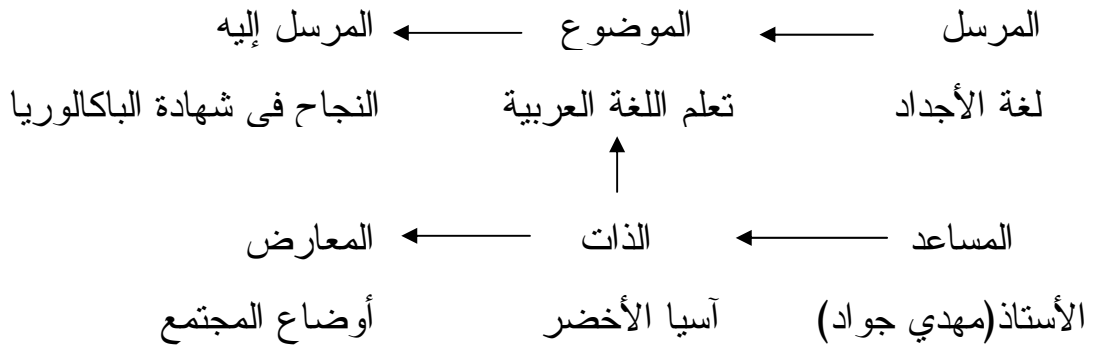 المرسل الموضوع المرسل إليه
لغة الأجداد تعلم اللغة العربية النجاح في شهادة الباكالوريا
المساعد الذات المعارض
الأستاذ(مهدي جواد) آسيا الأخضر أوضاع المجتمع